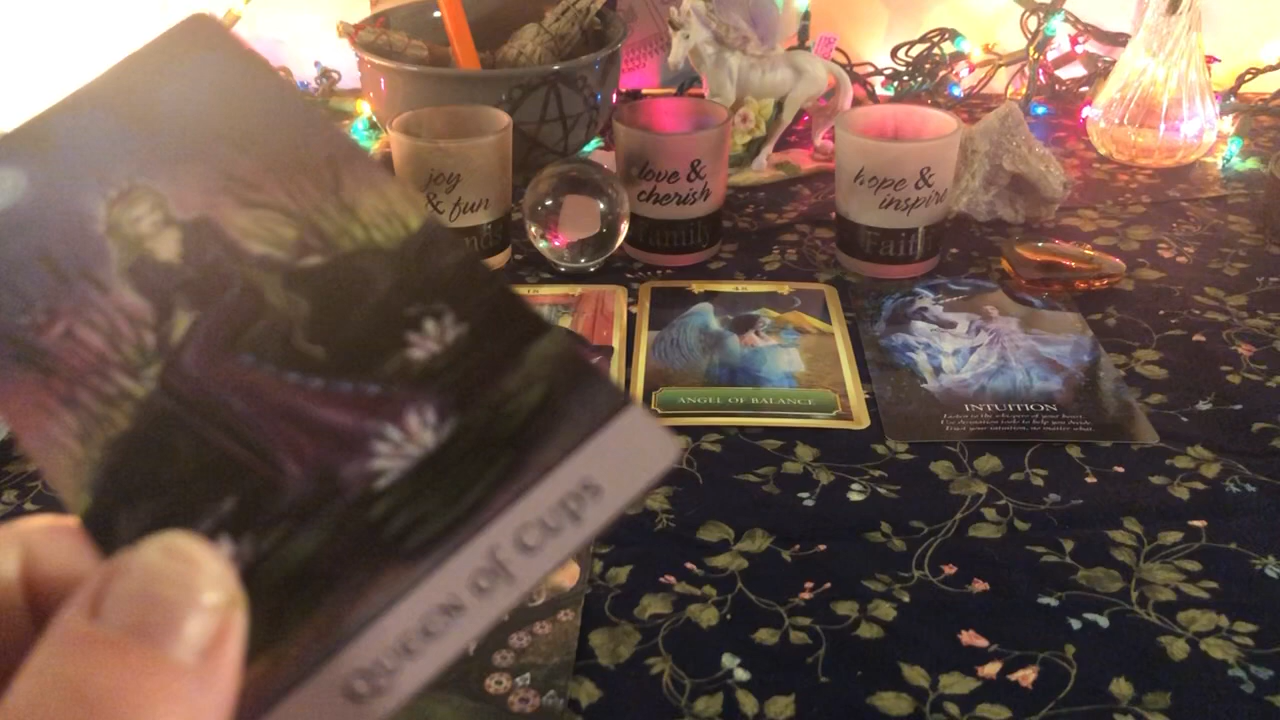 joy
& fun
love &
cherish
family
hope &
inspire
Faith
18
48
ANGEL OF BALANCE
INTUITION
Listen to the whispers of your heart.
Use divination tools to help you decide.
Trust your intuition, no matter what.
Queen of Cups